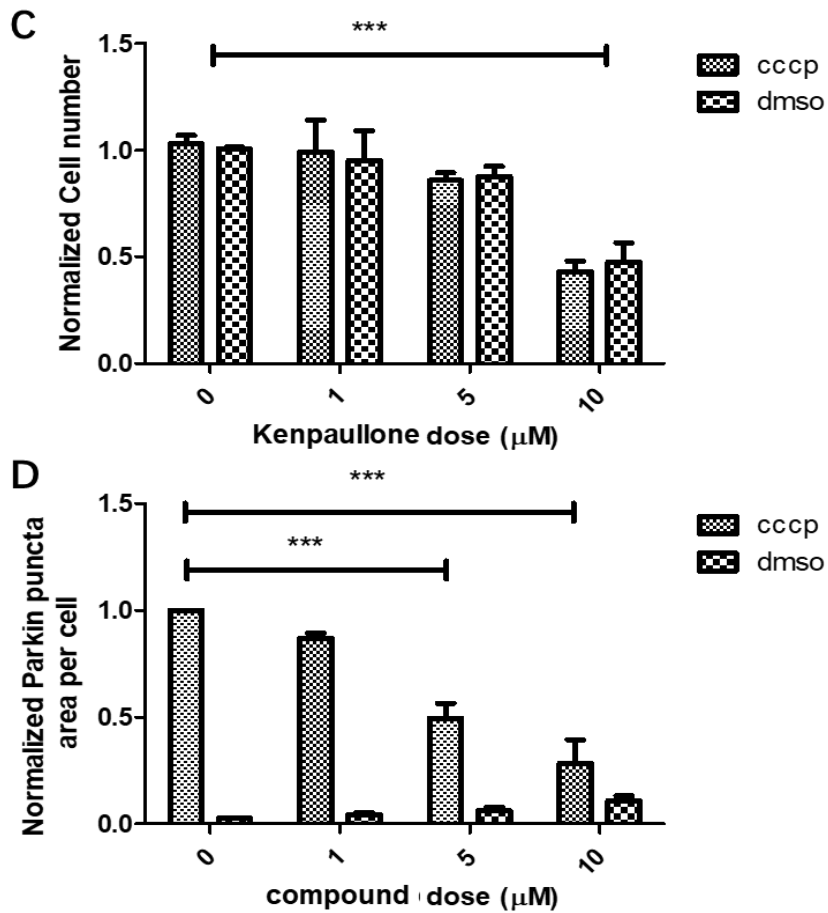 C
***
1.5
1.0
0.5
0.0
Normalized Cell number
0
1
5
10
Kenpaullone dose (μM)
cccp
dmso
D
***
***
1.5
1.0
0.5
0.0
Normalized Parkin puncta
area per cell
0
1
5
10
compound dose (μM)
cccp
dmso